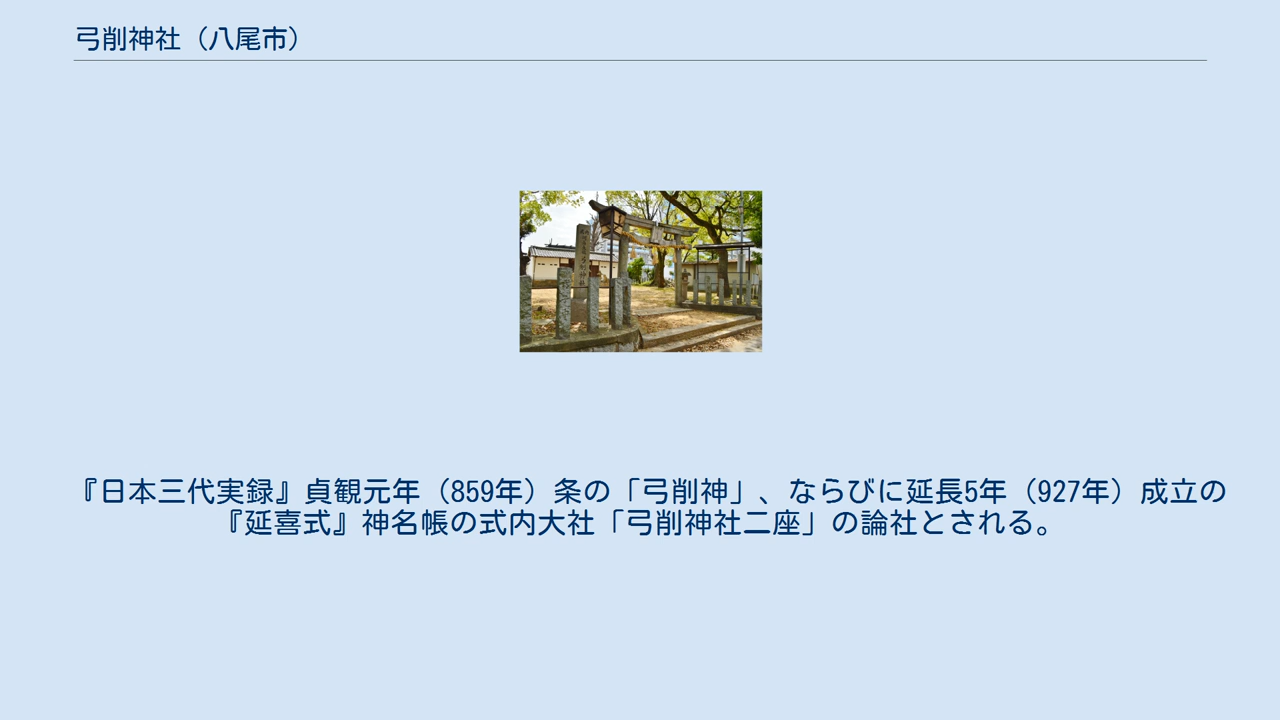 弓削神社（八尾市）
『日本三代実録』貞観元年（859年）条の「弓削神」、ならびに延長5年（927年）成立の
『延喜式』神名帳の式内大社「弓削神社二座」の論社とされる。